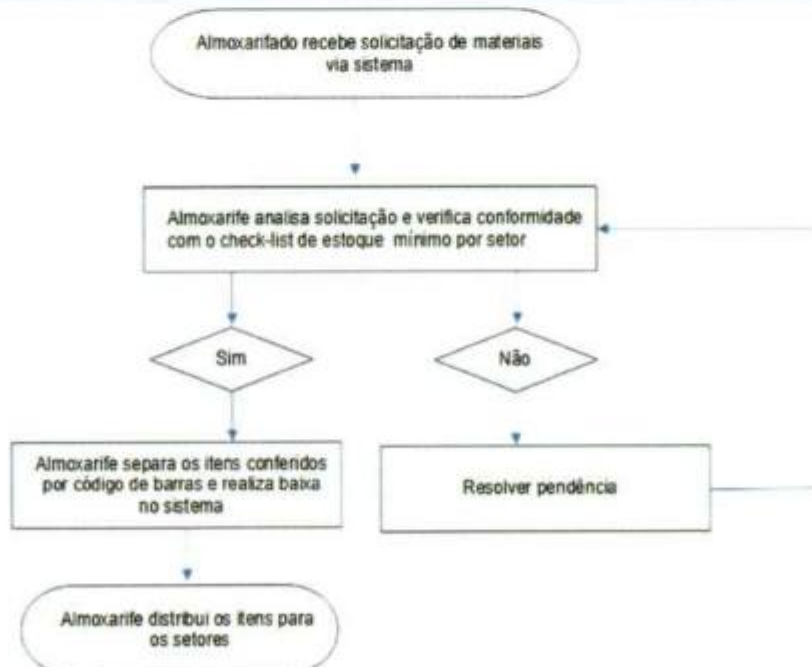 Almoxarifado recebe solicitação de materiais
via sistema
Almoxarife analisa solicitação e verifica conformidade
com o check-list de estoque mínimo por setor
Sim
Não
Almoxarife separa os itens conferidos
por código de barras e realiza baixa
no sistema
Resolver pendência
Almoxarife distribui os itens para
os setores